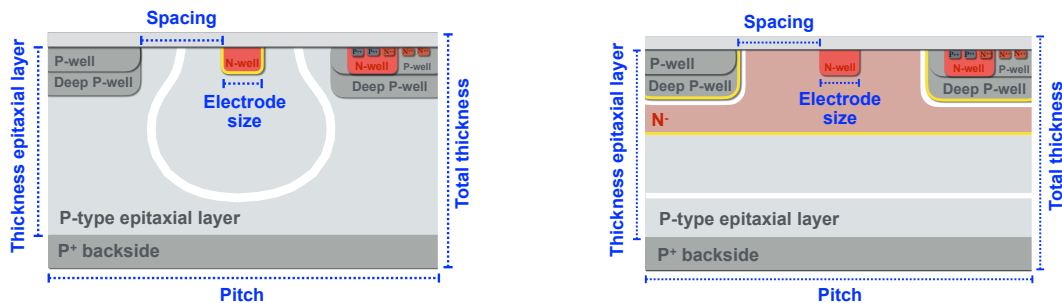 Spacing
P-well
Deep P-well
N-well
P++ P++ N++ N++
N-well
P-well
Deep P-well
Electrode
size
Thickness epitaxial layer
Total thickness
P-type epitaxial layer
P+ backside
Pitch
Spacing
P-well
Deep P-well
N-well
N-well
P-well
Deep P-well
Electrode
size
N-
Thickness epitaxial layer
Total thickness
P-type epitaxial layer
P+ backside
Pitch